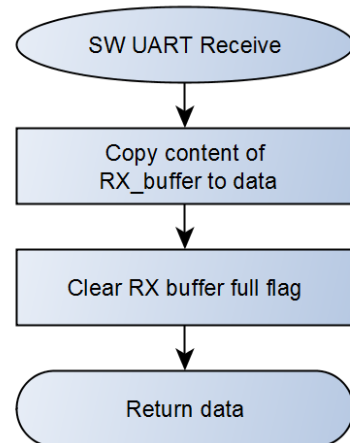 SW UART Receive
Copy content of
RX_buffer to data
Clear RX buffer full flag
Return data